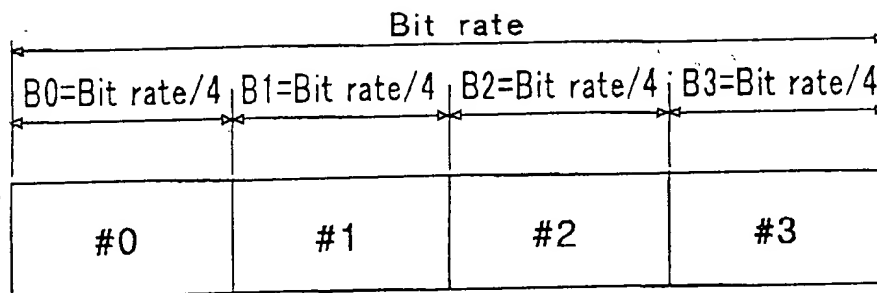 Bit rate
B0=Bit rate/4 B1=Bit rate/4 B2=Bit rate/4 B3=Bit rate/4
#0 #1 #2 #3